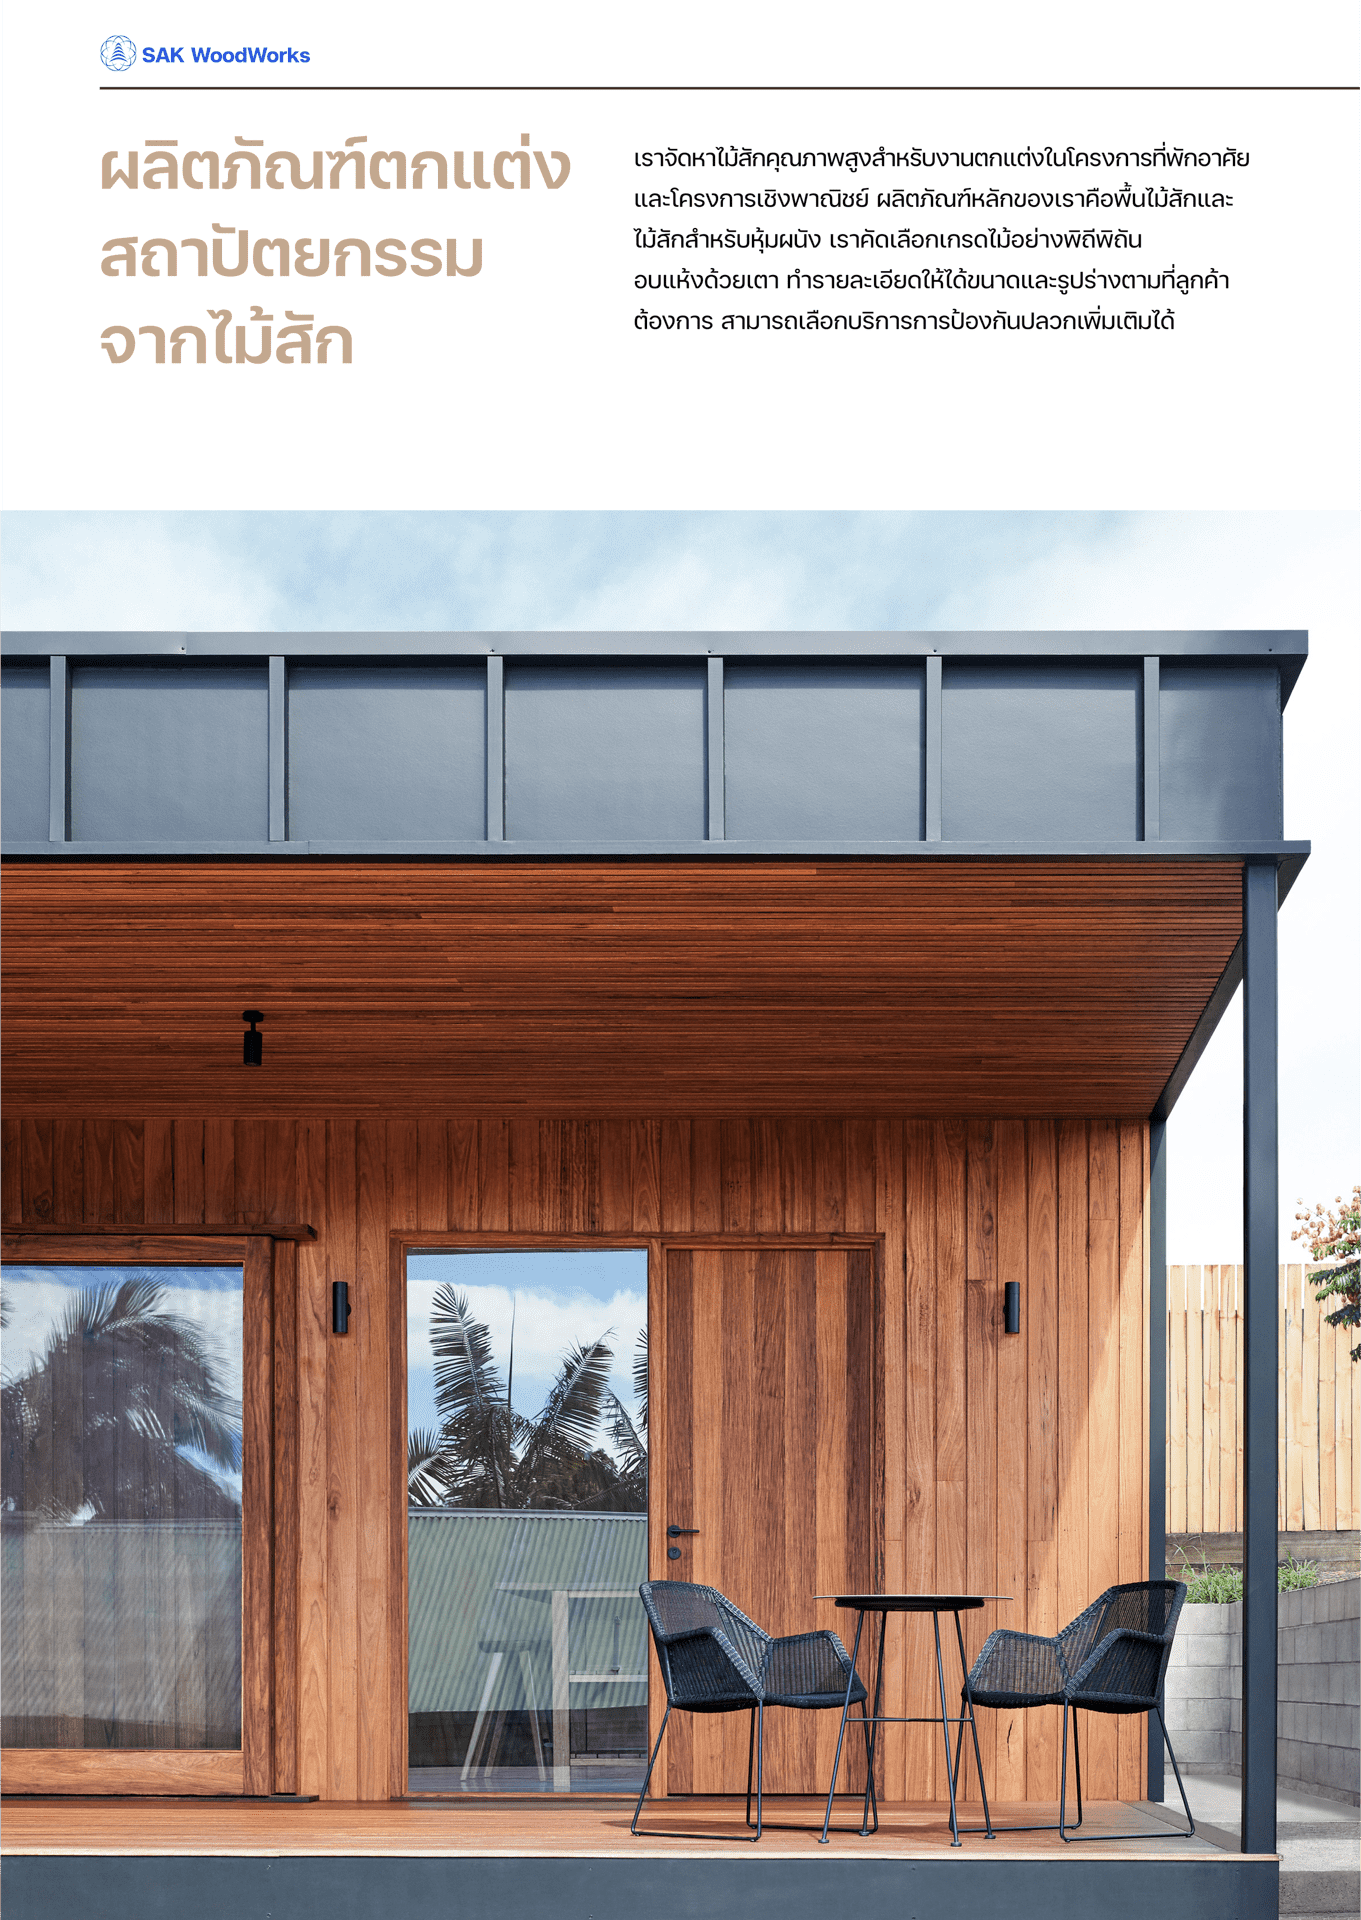 SAK WoodWorks
ผลิตภัณฑ์ตกแต่ง
สถาปัตยกรรม
จากไม้สัก
เราจัดหาไม้สักคุณภาพสูงสำหรับงานตกแต่งในโครงการที่พักอาศัย
และโครงการเชิงพาณิชย์ ผลิตภัณฑ์หลักของเราคือพื้นไม้สักและ
ไม้สักสำหรับหุ้มผนัง เราคัดเลือกเกรดไม้อย่างพิถีพิถัน
อบแห้งด้วยเตา ทำรายละเอียดให้ได้ขนาดและรูปร่างตามที่ลูกค้า
ต้องการ สามารถเลือกบริการการป้องกันปลวกเพิ่มเติมได้